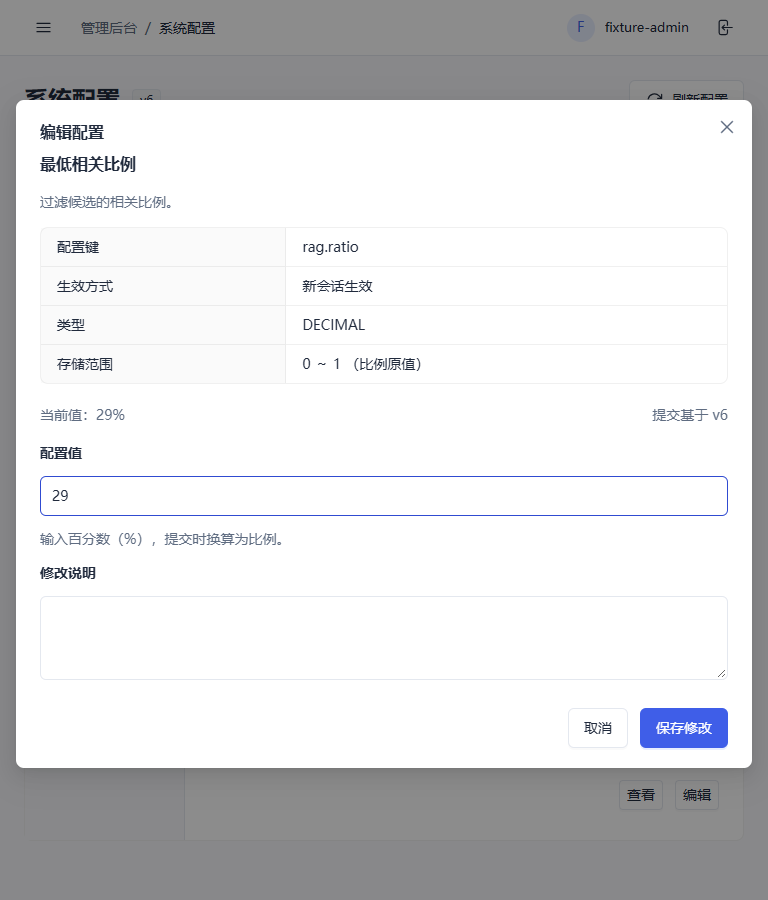 管理后台 / 系统配置
F fixture-admin
系统配置 v6
刷新配置
编辑配置
最低相关比例
过滤候选的相关比例。
配置键 rag.ratio
生效方式 新会话生效
类型 DECIMAL
存储范围 0 ~ 1 （比例原值）
当前值：29% 提交基于 v6
配置值
29
输入百分数（%），提交时换算为比例。
修改说明
取消 保存修改
查看 编辑